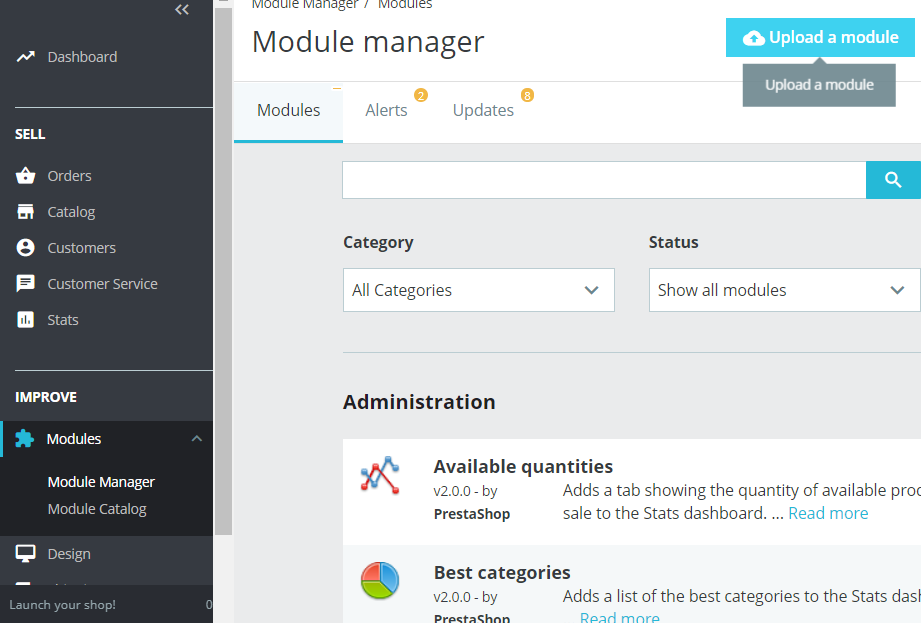 Module Manager / Modules
Module manager
Upload a module
Upload a module
Dashboard
SELL
Orders
Catalog
Customers
Customer Service
Stats
IMPROVE
Modules
Module Manager
Module Catalog
Design
Launch your shop! 0
Modules
Alerts 2
Updates 8
Category
Status
All Categories
Show all modules
Administration
Available quantities
v2.0.0 - by
PrestaShop
Adds a tab showing the quantity of available
sale to the Stats dashboard. ... Read more
Best categories
v2.0.0 - by
PrestaShop
Adds a list of the best categories to the Stats
Read more